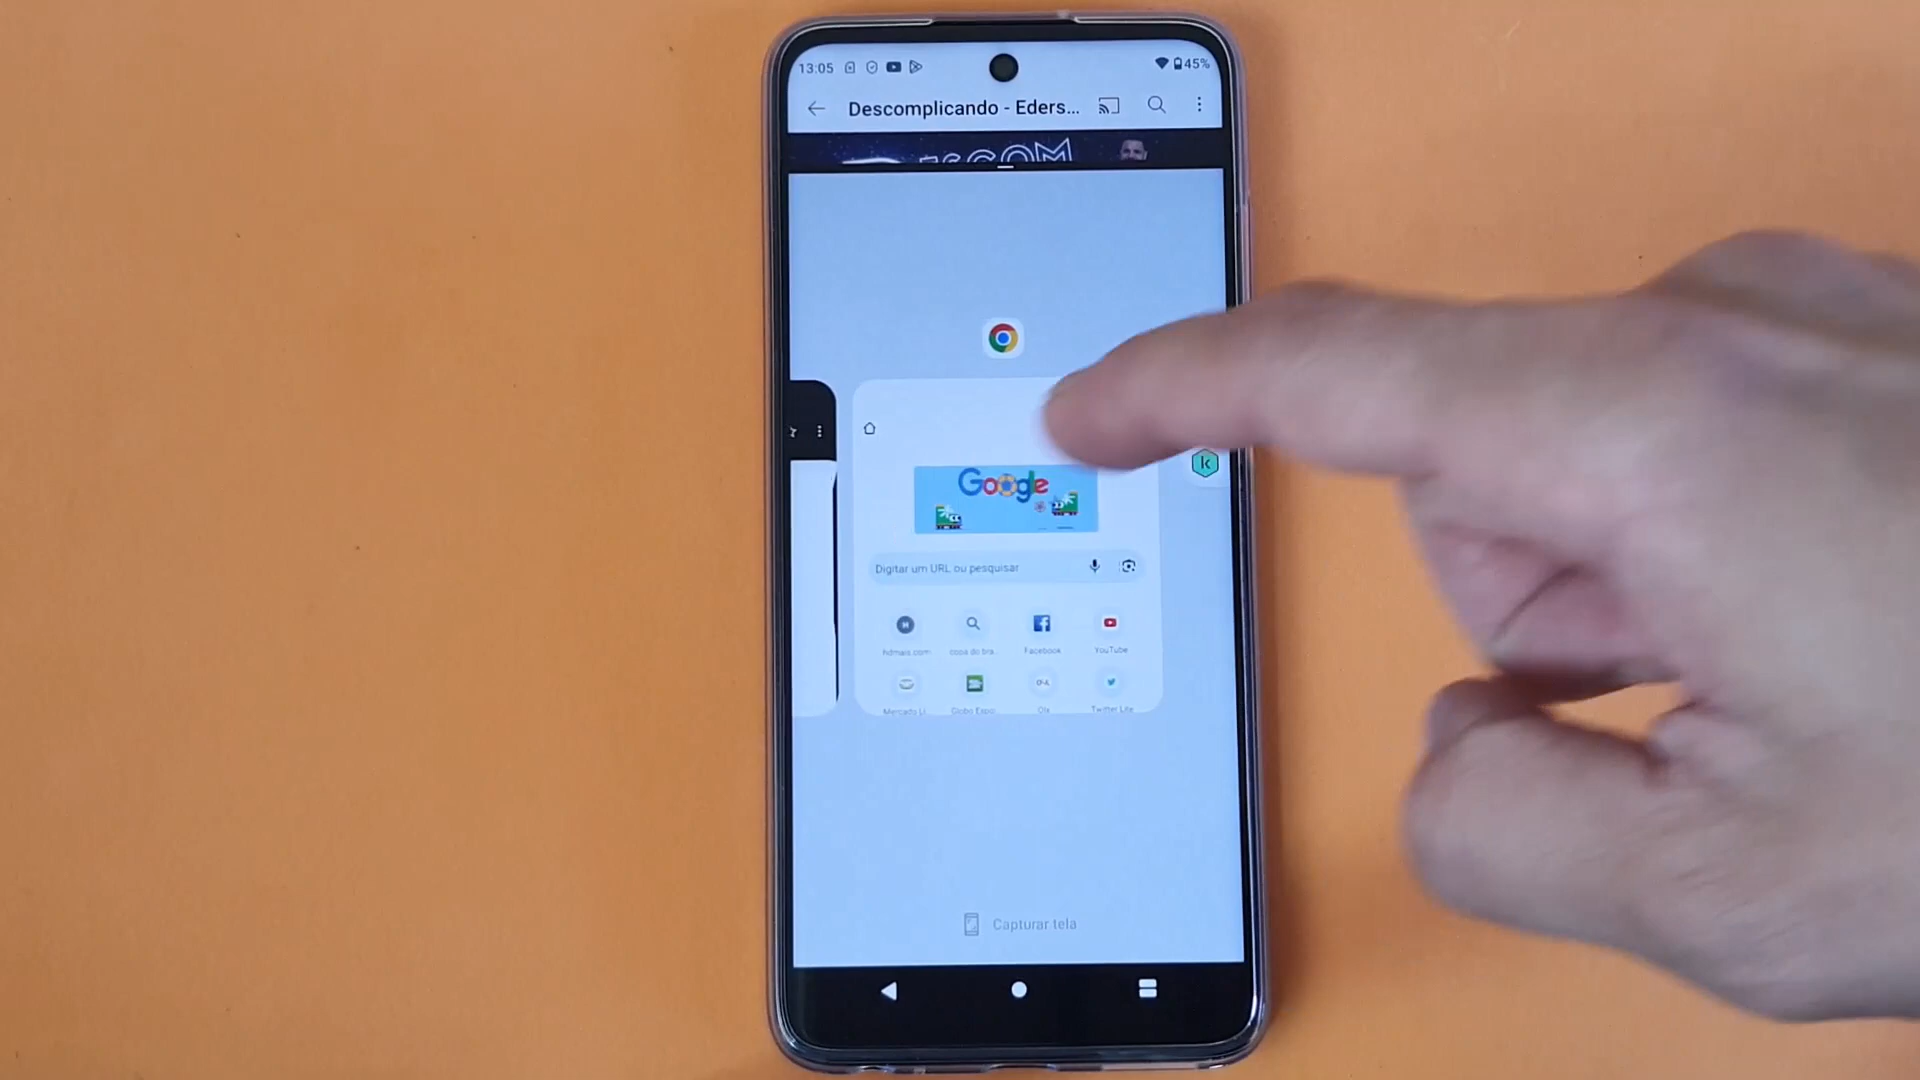 13:05
45%
Descomplicando - Eders...
Google
Digitar um URL ou pesquisar
hdmais.com
copa do bra...
Facebook
YouTube
Mercado Li...
Globo Espo...
Olx
Twitter Lite
Capturar tela